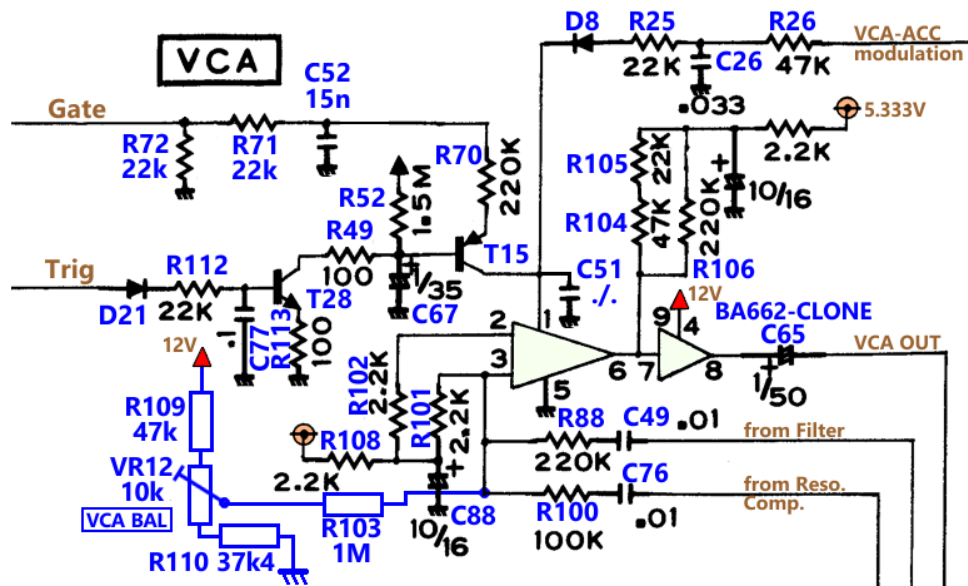 VCA
Gate
C52
15n
R72
22k
R71
22k
R70
220K
D8
R25
22K
C26
.033
R26
47K
VCA-ACC
modulation
5.333V
2.2K
+
10/16
R105
22K
R104
47K
220K
R106
R52
1.5M
R49
100
T15
+
1/35
C67
C51
./.
Trig
D21
R112
22K
.1
C77
T28
R113
100
12V
R109
47k
VR12
10k
VCA BAL
R110 37k4
R108
2.2K
R102
2.2K
R101
2.2K
+
10/16
C88
R103
1M
2
3
1
5
6
7
9
4
8
12V
BA662-CLONE
C65
+
1/50
VCA OUT
R88
220K
C49
.01
from Filter
R100
100K
C76
.01
from Reso.
Comp.